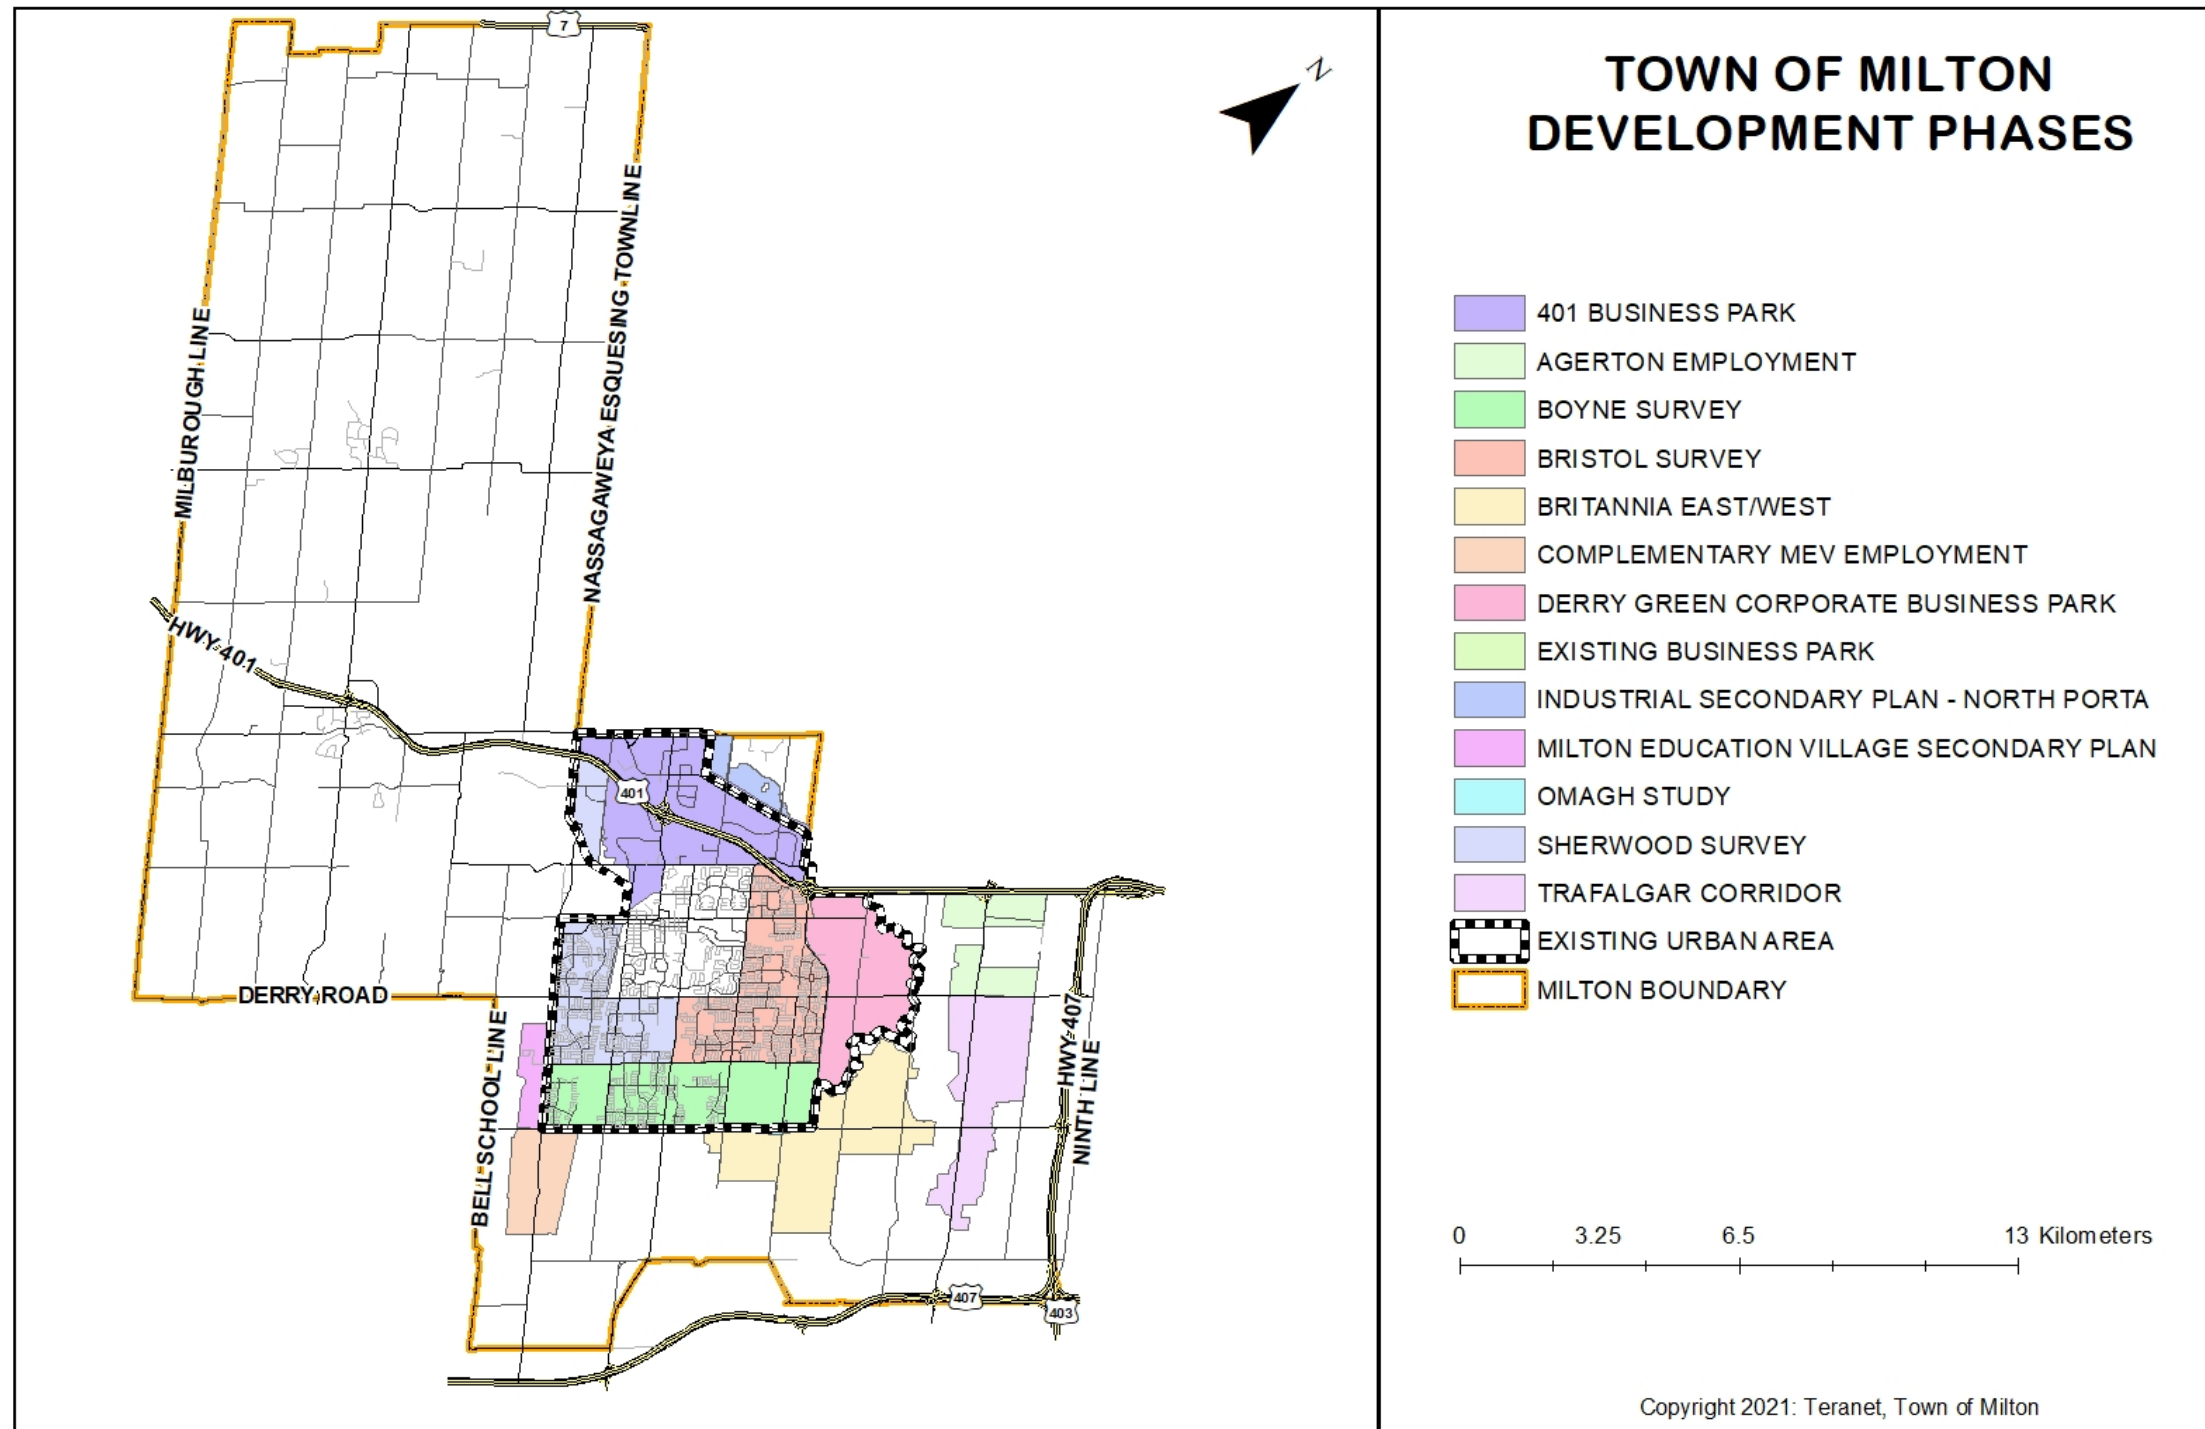 7
N
MILBUROUGH LINE
NASSAGAWEYA ESQUESING TOWNLINE
HWY 401
401
DERRY ROAD
BELL SCHOOL LINE
HWY 407
NINTH LINE
407
403
TOWN OF MILTON
DEVELOPMENT PHASES
401 BUSINESS PARK
AGERTON EMPLOYMENT
BOYNE SURVEY
BRISTOL SURVEY
BRITANNIA EAST/WEST
COMPLEMENTARY MEV EMPLOYMENT
DERRY GREEN CORPORATE BUSINESS PARK
EXISTING BUSINESS PARK
INDUSTRIAL SECONDARY PLAN - NORTH PORTA
MILTON EDUCATION VILLAGE SECONDARY PLAN
OMAGH STUDY
SHERWOOD SURVEY
TRAFALGAR CORRIDOR
EXISTING URBAN AREA
MILTON BOUNDARY
0 3.25 6.5 13 Kilometers
Copyright 2021: Teranet, Town of Milton